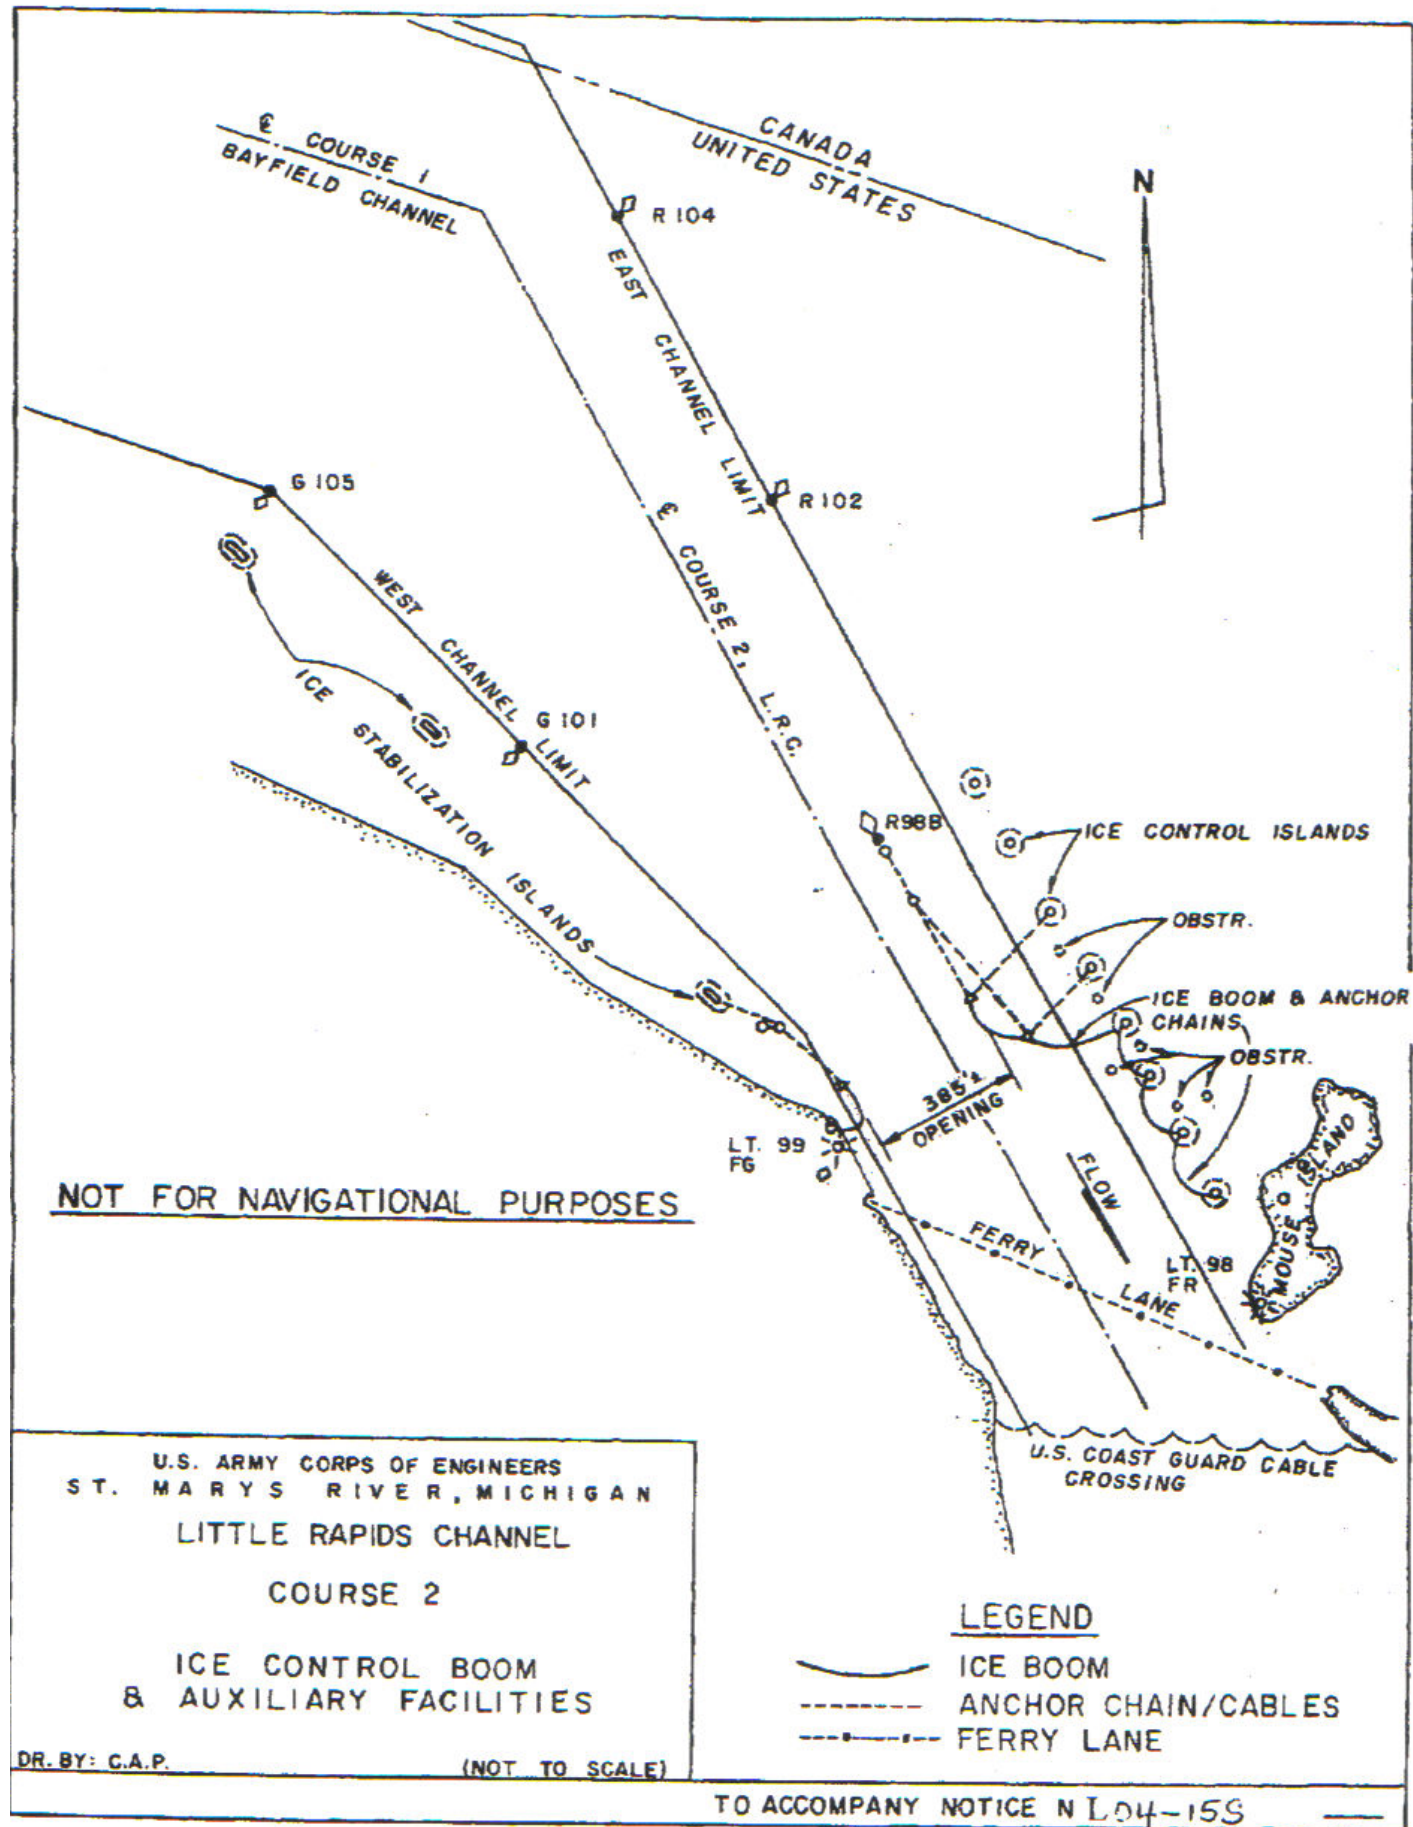 CANADA
UNITED STATES
℄ COURSE 1
BAYFIELD CHANNEL
N
R 104
EAST CHANNEL LIMIT
G 105
R 102
℄ COURSE 2, L.R.C.
WEST CHANNEL LIMIT
G 101
ICE STABILIZATION ISLANDS
R98B
ICE CONTROL ISLANDS
OBSTR.
ICE BOOM & ANCHOR
CHAINS
OBSTR.
385'±
OPENING
LT. 99
FG
FLOW
MOUSE ISLAND
NOT FOR NAVIGATIONAL PURPOSES
FERRY LANE
LT. 98
FR
U.S. COAST GUARD CABLE
CROSSING
U.S. ARMY CORPS OF ENGINEERS
ST. MARYS RIVER, MICHIGAN
LITTLE RAPIDS CHANNEL
COURSE 2
ICE CONTROL BOOM
& AUXILIARY FACILITIES
DR. BY: C.A.P. (NOT TO SCALE)
LEGEND
ICE BOOM
ANCHOR CHAIN/CABLES
FERRY LANE
TO ACCOMPANY NOTICE N L04-15S